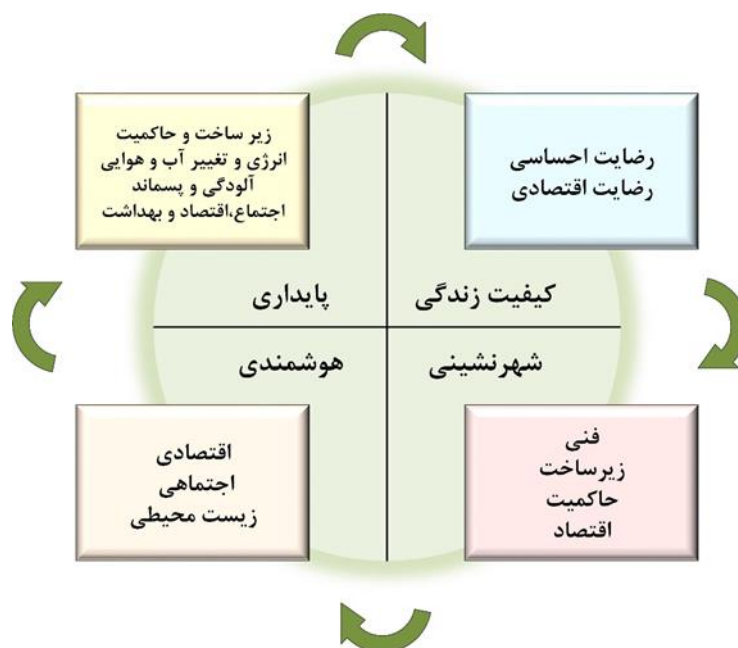 رضایت احساسی
رضایت اقتصادی
زیر ساخت و حاکمیت
انرژی و تغییر آب و هوایی
آلودگی و پسماند
اجتماع،اقتصاد و بهداشت
کیفیت زندگی
پایداری
شهرنشینی
هوشمندی
فنی
زیرساخت
حاکمیت
اقتصاد
اقتصادی
اجتماهی
زیست محیطی